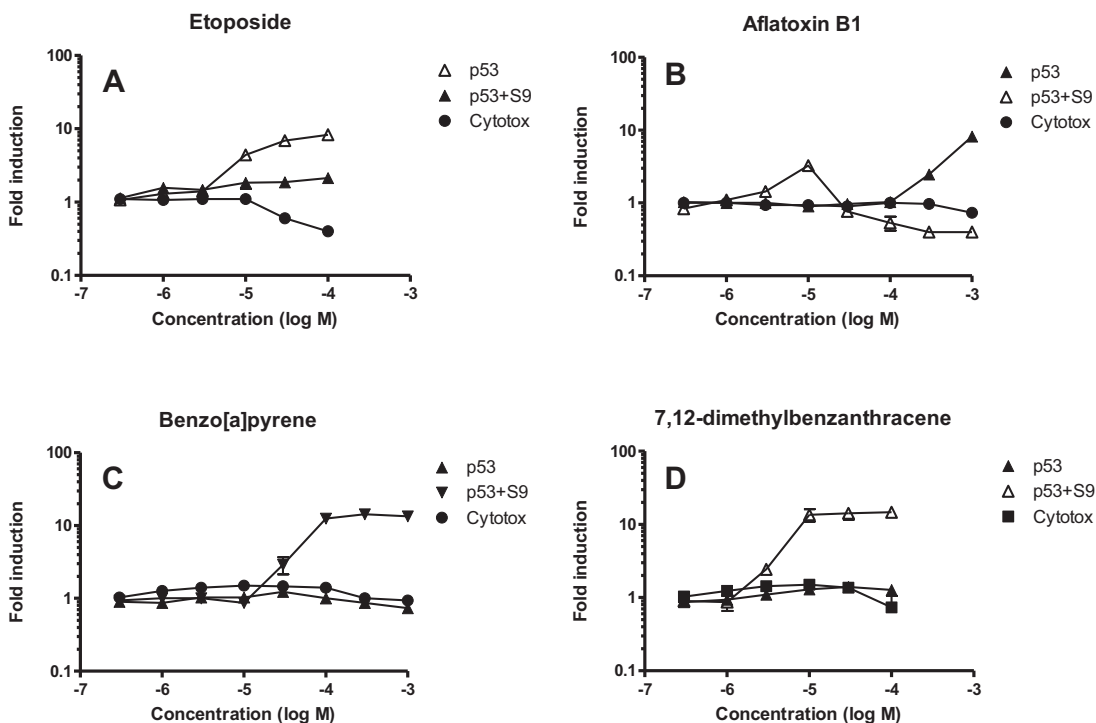 Etoposide
A
p53
p53+S9
Cytotox
Fold induction
100
10
1
0.1
-7 -6 -5 -4 -3
Concentration (log M)
Aflatoxin B1
B
p53
p53+S9
Cytotox
Fold induction
100
10
1
0.1
-7 -6 -5 -4 -3
Concentration (log M)
Benzo[a]pyrene
C
p53
p53+S9
Cytotox
Fold induction
100
10
1
0.1
-7 -6 -5 -4 -3
Concentration (log M)
7,12-dimethylbenzanthracene
D
p53
p53+S9
Cytotox
Fold induction
100
10
1
0.1
-7 -6 -5 -4 -3
Concentration (log M)